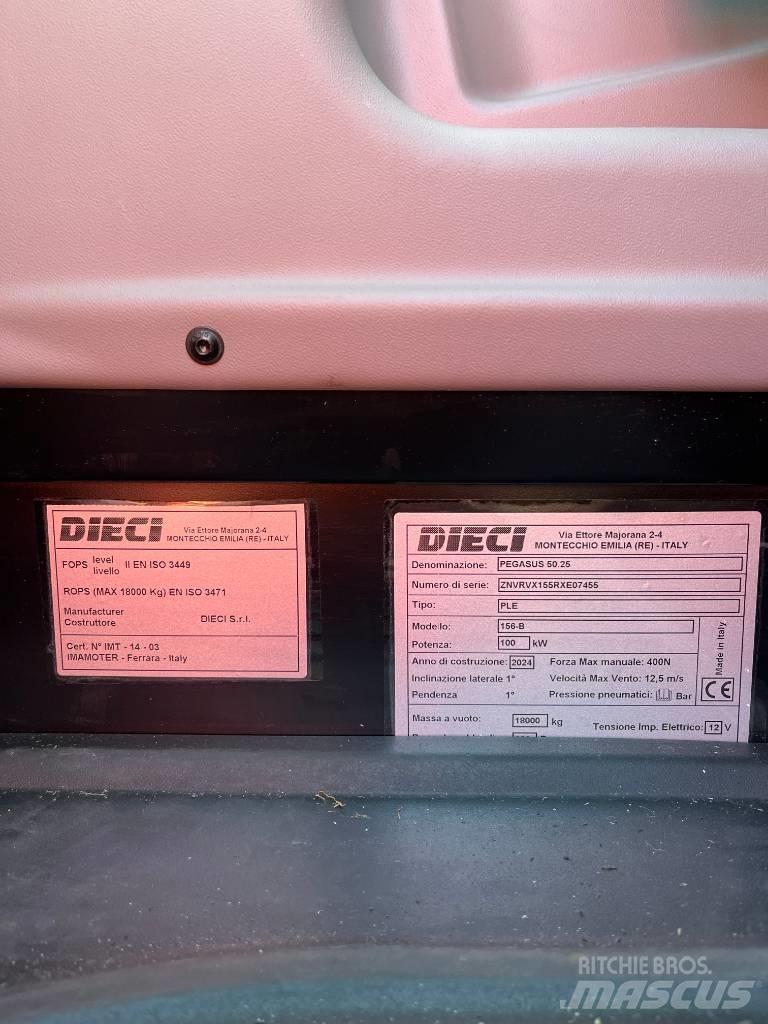 DIECI
Via Ettore Majorana 2-4
MONTECCHIO EMILIA (RE) - ITALY
FOPS level livello II EN ISO 3449
ROPS (MAX 18000 Kg) EN ISO 3471
Manufacturer
Costruttore DIECI S.r.l.
Cert. N° IMT - 14 - 03
IMAMOTER - Ferrara - Italy
DIECI
Via Ettore Majorana 2-4
MONTECCHIO EMILIA (RE) - ITALY
Denominazione: PEGASUS 50.25
Numero di serie: ZNVRVX155RXE07455
Tipo: PLE
Modello: 156-B
Potenza: 100 kW
Anno di costruzione: 2024 Forza Max manuale: 400N
Inclinazione laterale 1° Velocità Max Vento: 12,5 m/s
Pendenza 1° Pressione pneumatici: Bar
Made in Italy
CE
Massa a vuoto: 18000 kg Tensione Imp. Elettrico: 12 V
RITCHIE BROS.
MASCUS